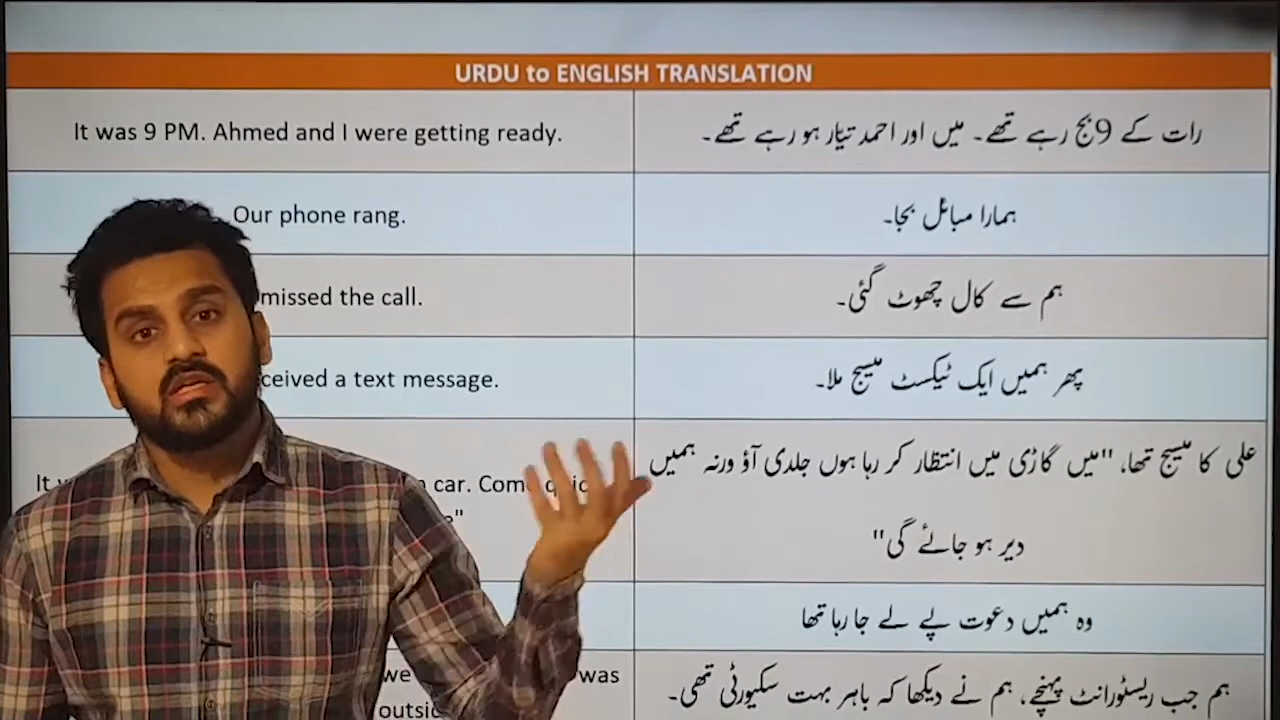 URDU to ENGLISH TRANSLATION
It was 9 PM. Ahmed and I were getting ready.
رات کے 9 بج رہے تھے۔ میں اور احمد تیّار ہو رہے تھے۔
Our phone rang.
ہمارا مبائل بجا۔
missed the call.
ہم سے کال چھوٹ گئی۔
a text message.
پھر ہمیں ایک ٹیکسٹ میسج ملا۔
It car. Come
علی کا میسج تھا، "میں گاڑی میں انتظار کر رہا ہوں جلدی آؤ ورنہ ہمیں
دیر ہو جائے گی"
وہ ہمیں دعوت پے لے جا رہا تھا
we was
ہم جب ریسٹورانٹ پہنچے، ہم نے دیکھا کہ باہر بہت سکیورٹی تھی۔